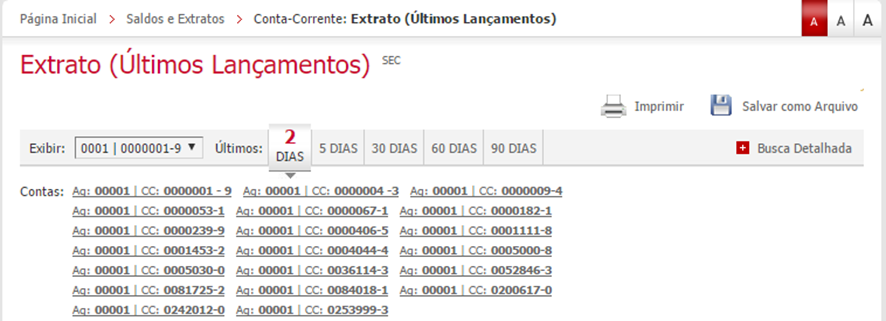 Página Inicial > Saldos e Extratos > Conta-Corrente: Extrato (Últimos Lançamentos) A A A
Extrato (Últimos Lançamentos) SEC
Imprimir Salvar como Arquivo
Exibir: 0001 | 0000001-9 ▼ Últimos: 2 DIAS 5 DIAS 30 DIAS 60 DIAS 90 DIAS + Busca Detalhada
Contas: Ag: 00001 | CC: 0000001 - 9 Ag: 00001 | CC: 0000004 -3 Ag: 00001 | CC: 0000009-4
Ag: 00001 | CC: 0000053-1 Ag: 00001 | CC: 0000067-1 Ag: 00001 | CC: 0000182-1
Ag: 00001 | CC: 0000239-9 Ag: 00001 | CC: 0000406-5 Ag: 00001 | CC: 0001111-8
Ag: 00001 | CC: 0001453-2 Ag: 00001 | CC: 0004044-4 Ag: 00001 | CC: 0005000-8
Ag: 00001 | CC: 0005030-0 Ag: 00001 | CC: 0036114-3 Ag: 00001 | CC: 0052846-3
Ag: 00001 | CC: 0081725-2 Ag: 00001 | CC: 0084018-1 Ag: 00001 | CC: 0200617-0
Ag: 00001 | CC: 0242012-0 Ag: 00001 | CC: 0253999-3